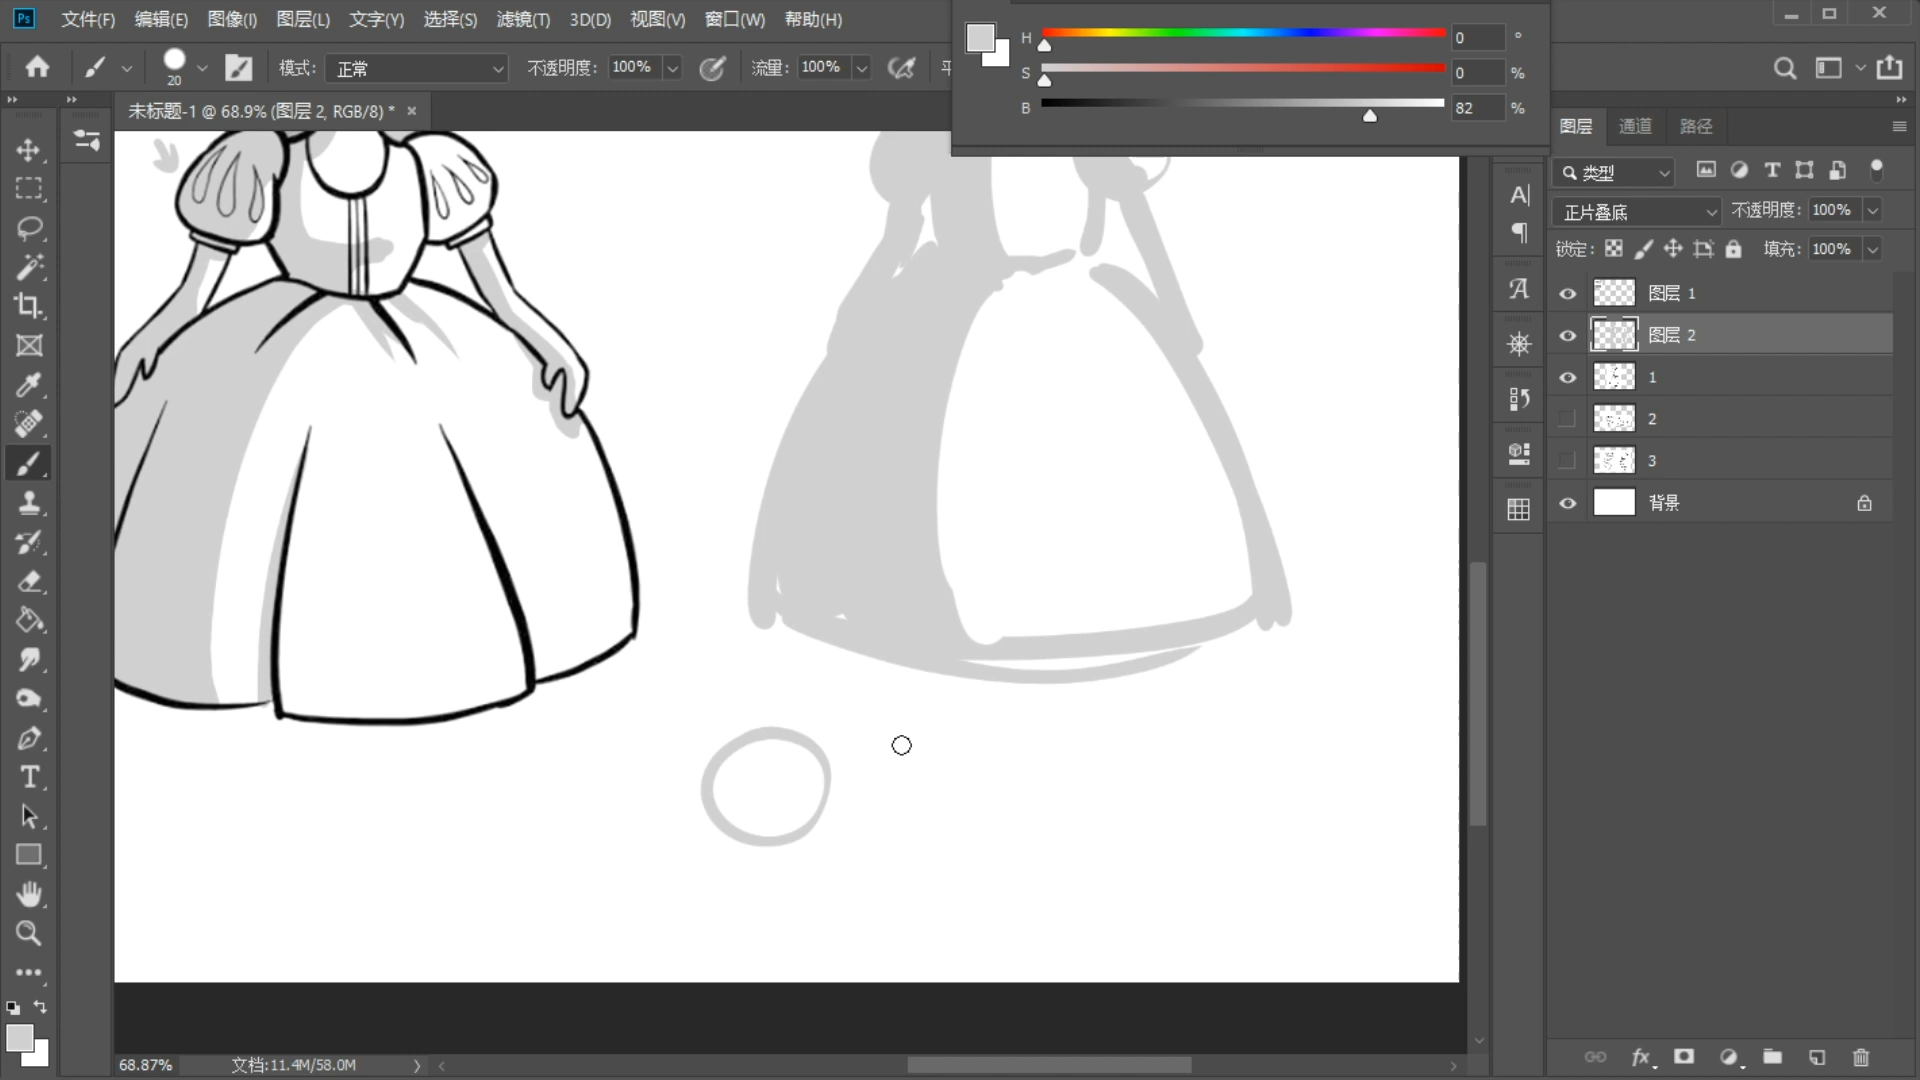 Ps 文件(F) 编辑(E) 图像(I) 图层(L) 文字(Y) 选择(S) 滤镜(T) 3D(D) 视图(V) 窗口(W) 帮助(H)
20 模式: 正常 不透明度: 100% 流量: 100% 平
H 0 °
S 0 %
B 82 %
未标题-1 @ 68.9% (图层 2, RGB/8) * ×
图层 通道 路径
类型
正片叠底 不透明度: 100%
锁定: 填充: 100%
图层 1
图层 2
1
2
3
背景
fx
68.87% 文档:11.4M/58.0M